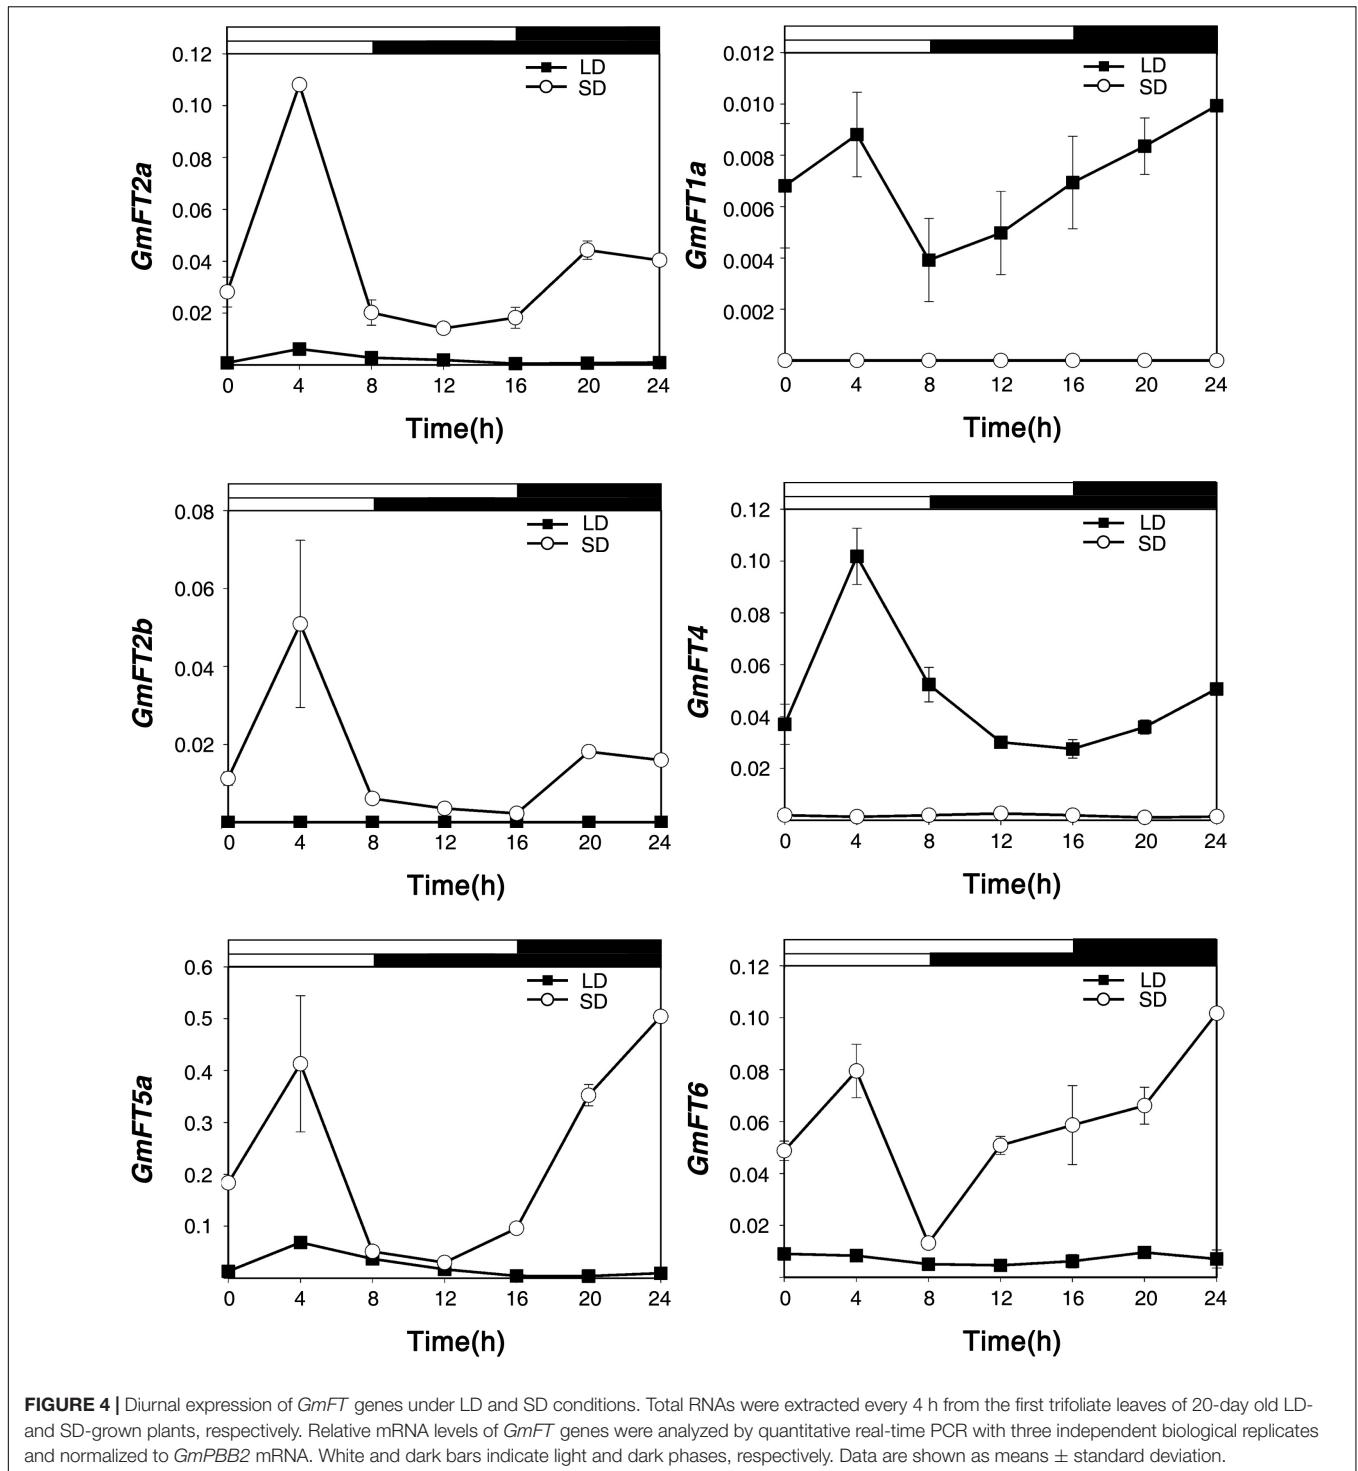 0.12
0.10
0.08
0.06
0.04
0.02
GmFT2a
LD
SD
0 4 8 12 16 20 24
Time(h)
0.012
0.010
0.008
0.006
0.004
0.002
GmFT1a
LD
SD
0 4 8 12 16 20 24
Time(h)
0.08
0.06
0.04
0.02
GmFT2b
LD
SD
0 4 8 12 16 20 24
Time(h)
0.12
0.10
0.08
0.06
0.04
0.02
GmFT4
LD
SD
0 4 8 12 16 20 24
Time(h)
0.6
0.5
0.4
0.3
0.2
0.1
GmFT5a
LD
SD
0 4 8 12 16 20 24
Time(h)
0.12
0.10
0.08
0.06
0.04
0.02
GmFT6
LD
SD
0 4 8 12 16 20 24
Time(h)
FIGURE 4 | Diurnal expression of GmFT genes under LD and SD conditions. Total RNAs were extracted every 4 h from the first trifoliate leaves of 20-day old LD-
and SD-grown plants, respectively. Relative mRNA levels of GmFT genes were analyzed by quantitative real-time PCR with three independent biological replicates
and normalized to GmPBB2 mRNA. White and dark bars indicate light and dark phases, respectively. Data are shown as means ± standard deviation.